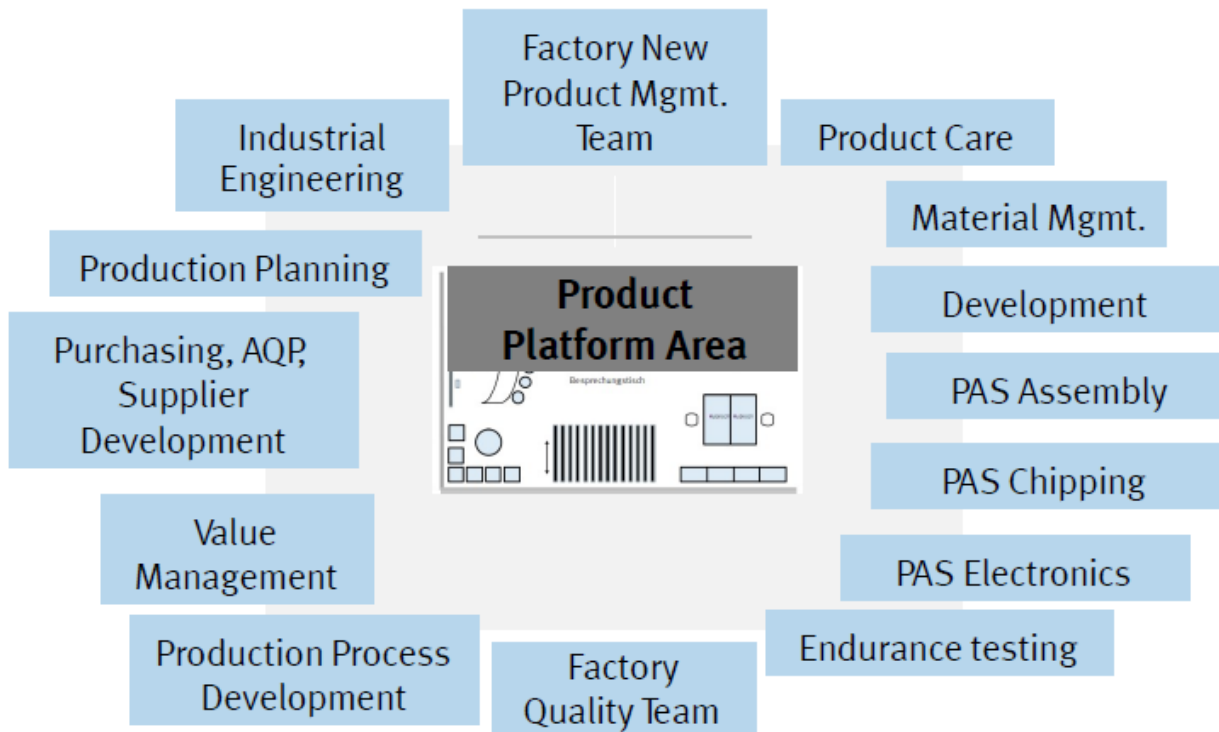 Factory New
Product Mgmt.
Team
Product Care
Material Mgmt.
Development
PAS Assembly
PAS Chipping
PAS Electronics
Endurance testing
Factory
Quality Team
Production Process
Development
Value
Management
Purchasing, AQP,
Supplier
Development
Production Planning
Industrial
Engineering
Product
Platform Area
Besprechungstisch